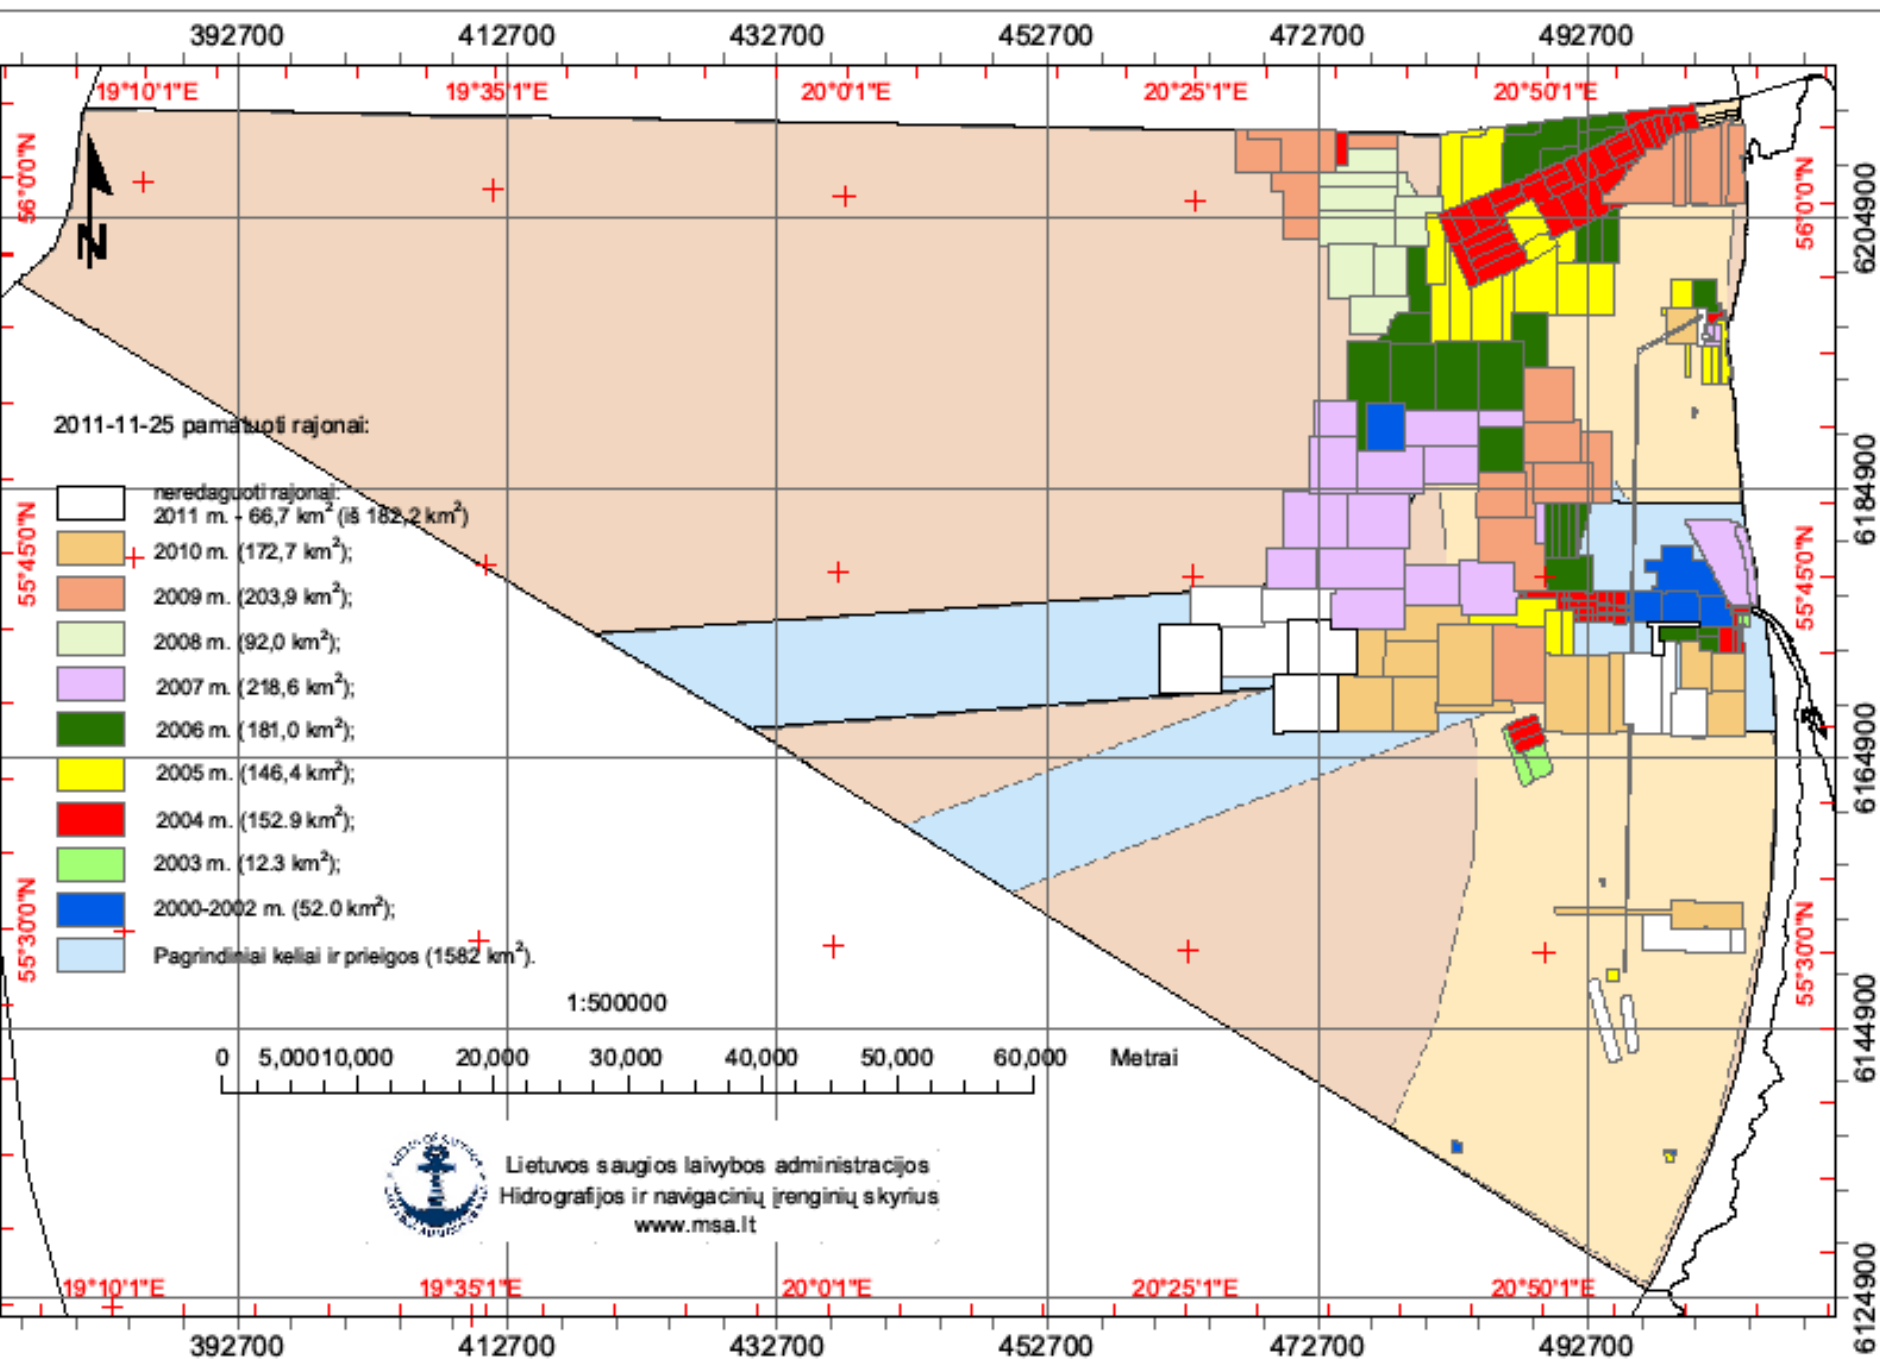 392700 412700 432700 452700 472700 492700
19°10'1"E 19°35'1"E 20°0'1"E 20°25'1"E 20°50'1"E
56°0'0"N
56°0'0"N
6204900
N
2011-11-25 pamatuoti rajonai:
neredaguoti rajonai:
2011 m. - 66,7 km² (iš 182,2 km²)
6184900
2010 m. (172,7 km²);
55°45'0"N
55°45'0"N
2009 m. (203,9 km²);
2008 m. (92,0 km²);
2007 m. (218,6 km²);
2006 m. (181,0 km²);
6164900
2005 m. (146,4 km²);
2004 m. (152.9 km²);
2003 m. (12.3 km²);
2000-2002 m. (52.0 km²);
55°30'0"N
55°30'0"N
Pagrindiniai keliai ir prieigos (1582 km²).
1:500000
6144900
0 5,000 10,000 20,000 30,000 40,000 50,000 60,000 Metrai
Lietuvos saugios laivybos administracijos
Hidrografijos ir navigacinių įrenginių skyrius
www.msa.lt
6124900
19°10'1"E 19°35'1"E 20°0'1"E 20°25'1"E 20°50'1"E
392700 412700 432700 452700 472700 492700